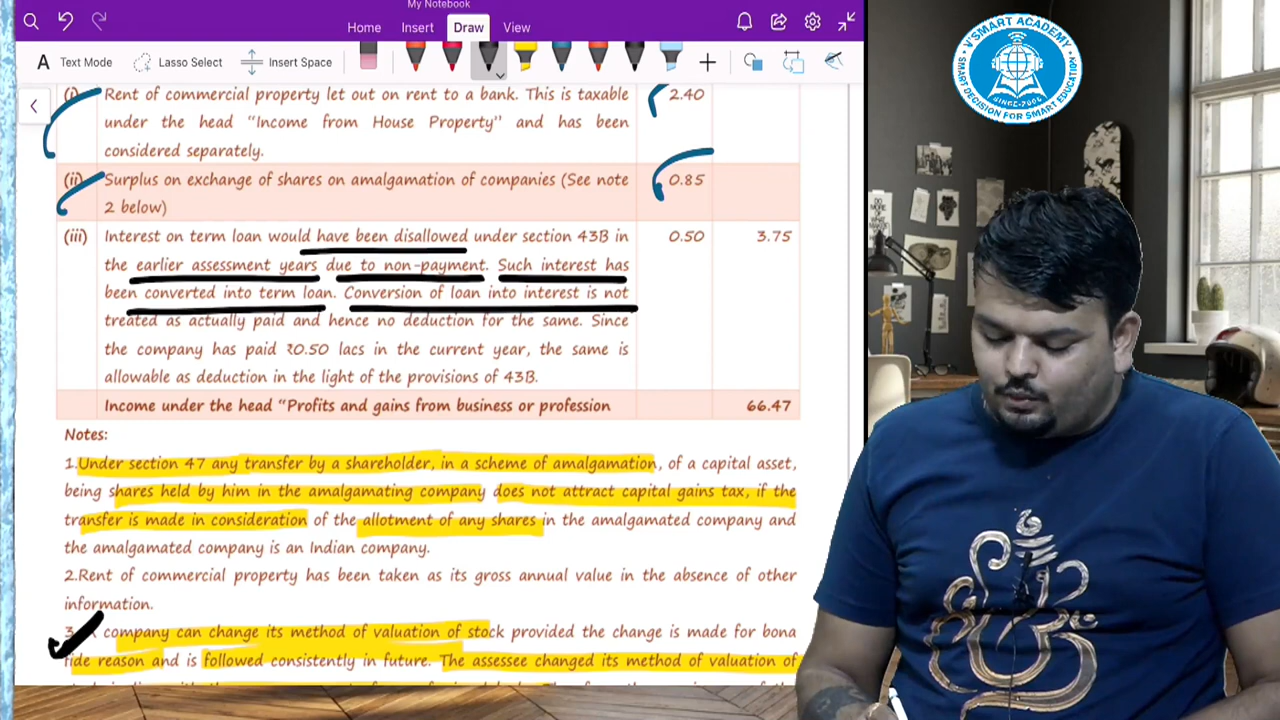 My Notebook
Home Insert Draw View
Text Mode Lasso Select Insert Space
(i) Rent of commercial property let out on rent to a bank. This is taxable 2.40
under the head "Income from House Property" and has been
considered separately.
(ii) Surplus on exchange of shares on amalgamation of companies (See note 0.85
2 below)
(iii) Interest on term loan would have been disallowed under section 43B in 0.50 3.75
the earlier assessment years due to non-payment. Such interest has
been converted into term loan. Conversion of loan into interest is not
treated as actually paid and hence no deduction for the same. Since
the company has paid ₹0.50 lacs in the current year, the same is
allowable as deduction in the light of the provisions of 43B.
Income under the head "Profits and gains from business or profession 66.47
Notes:
1.Under section 47 any transfer by a shareholder, in a scheme of amalgamation, of a capital asset,
being shares held by him in the amalgamating company does not attract capital gains tax, if the
transfer is made in consideration of the allotment of any shares in the amalgamated company and
the amalgamated company is an Indian company.
2.Rent of commercial property has been taken as its gross annual value in the absence of other
information.
3. company can change its method of valuation of stock provided the change is made for bona
fide reason and is followed consistently in future. The assessee changed its method of valuation of
V'SMART ACADEMY
SINCE-2006
SMART DECISION FOR SMART EDUCATION